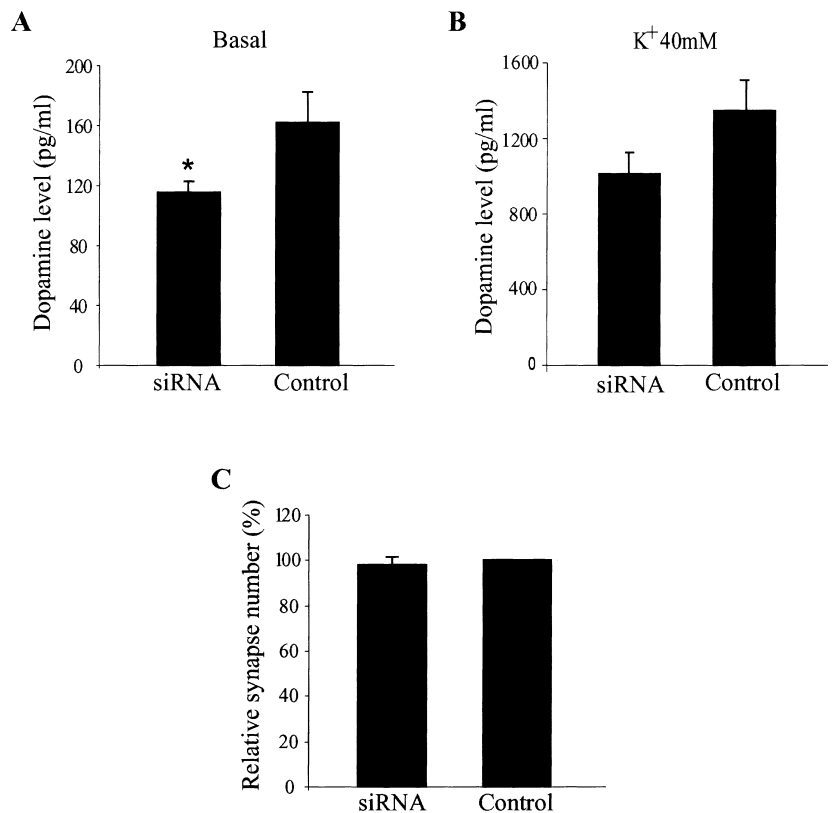 A
Basal
Dopamine level (pg/ml)
200
160
120
80
40
0
*
siRNA
Control
B
K+ 40mM
Dopamine level (pg/ml)
1600
1200
800
400
0
siRNA
Control
C
Relative synapse number (%)
120
100
80
60
40
20
0
siRNA
Control